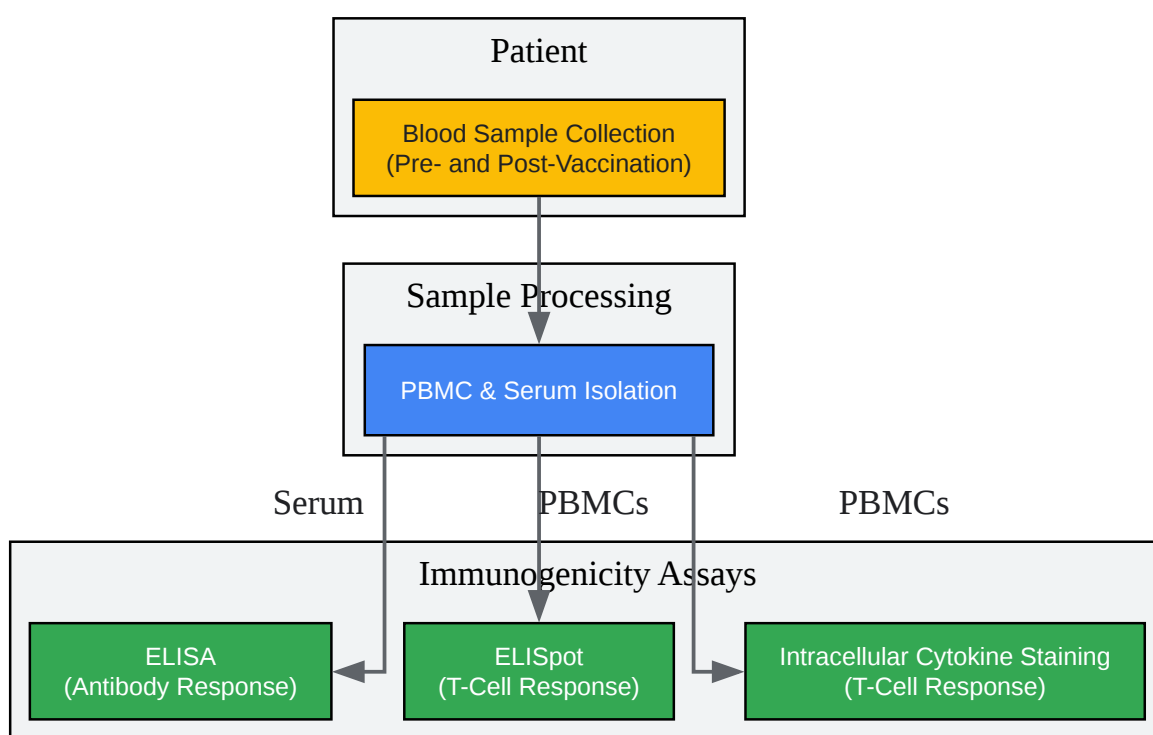 Patient
Blood Sample Collection
(Pre- and Post-Vaccination)
Sample Processing
PBMC & Serum Isolation
Serum
PBMCs
PBMCs
Immunogenicity Assays
ELISA
(Antibody Response)
ELISpot
(T-Cell Response)
Intracellular Cytokine Staining
(T-Cell Response)